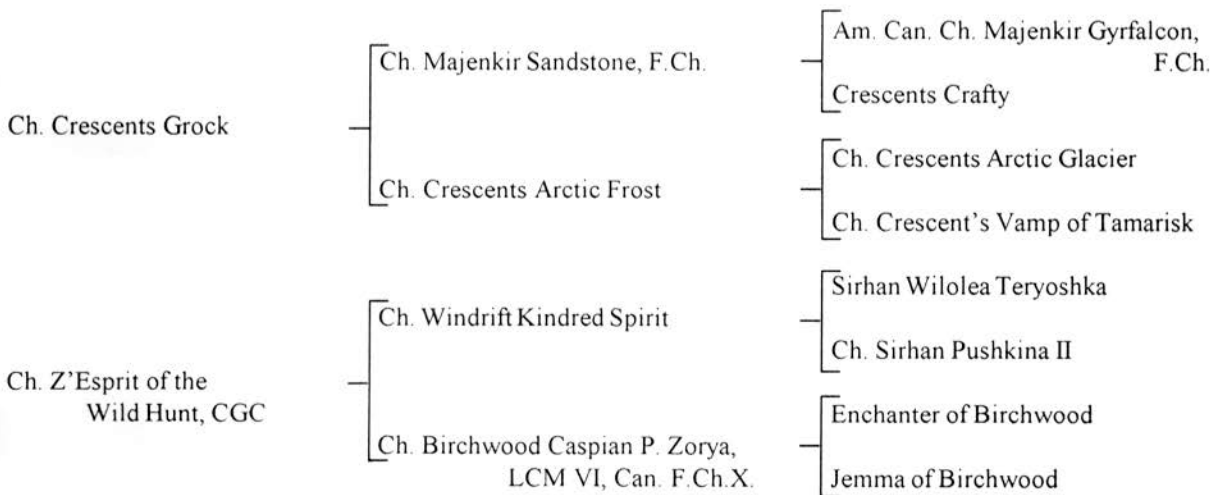 Am. Can. Ch. Majenkir Gyrfalcon,
F.Ch.
Ch. Majenkir Sandstone, F.Ch.
Crescents Crafty
Ch. Crescents Grock
Ch. Crescents Arctic Glacier
Ch. Crescents Arctic Frost
Ch. Crescent's Vamp of Tamarisk
Sirhan Wilolea Teryoshka
Ch. Windrift Kindred Spirit
Ch. Sirhan Pushkina II
Ch. Z'Esprit of the
Wild Hunt, CGC
Enchanter of Birchwood
Ch. Birchwood Caspian P. Zorya,
LCM VI, Can. F.Ch.X.
Jemma of Birchwood